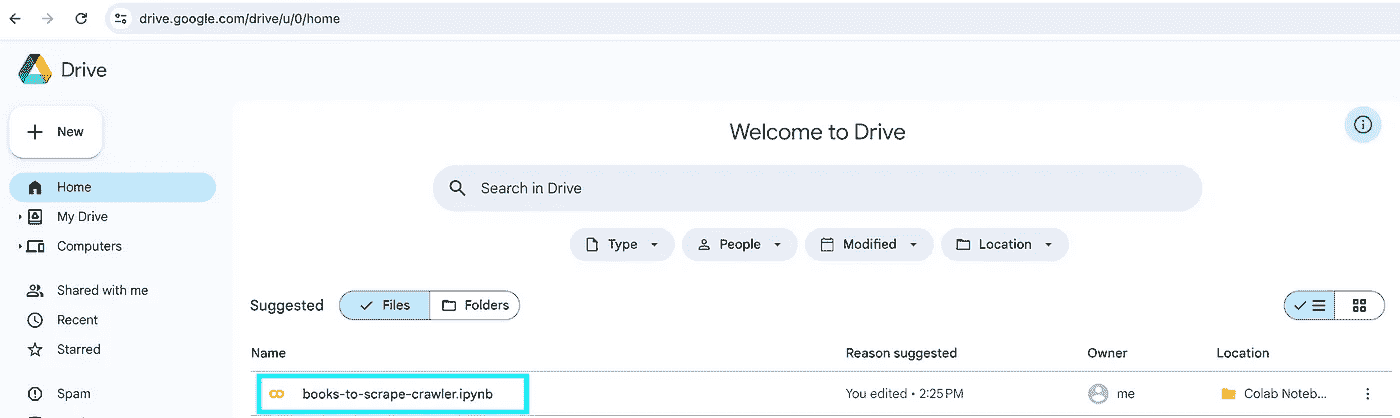 drive.google.com/drive/u/0/home
Drive
New
Home
My Drive
Computers
Shared with me
Recent
Starred
Spam
Welcome to Drive
Search in Drive
Type People Modified Location
Suggested Files Folders
Name Reason suggested Owner Location
books-to-scrape-crawler.ipynb You edited • 2:25 PM me Colab Noteb...